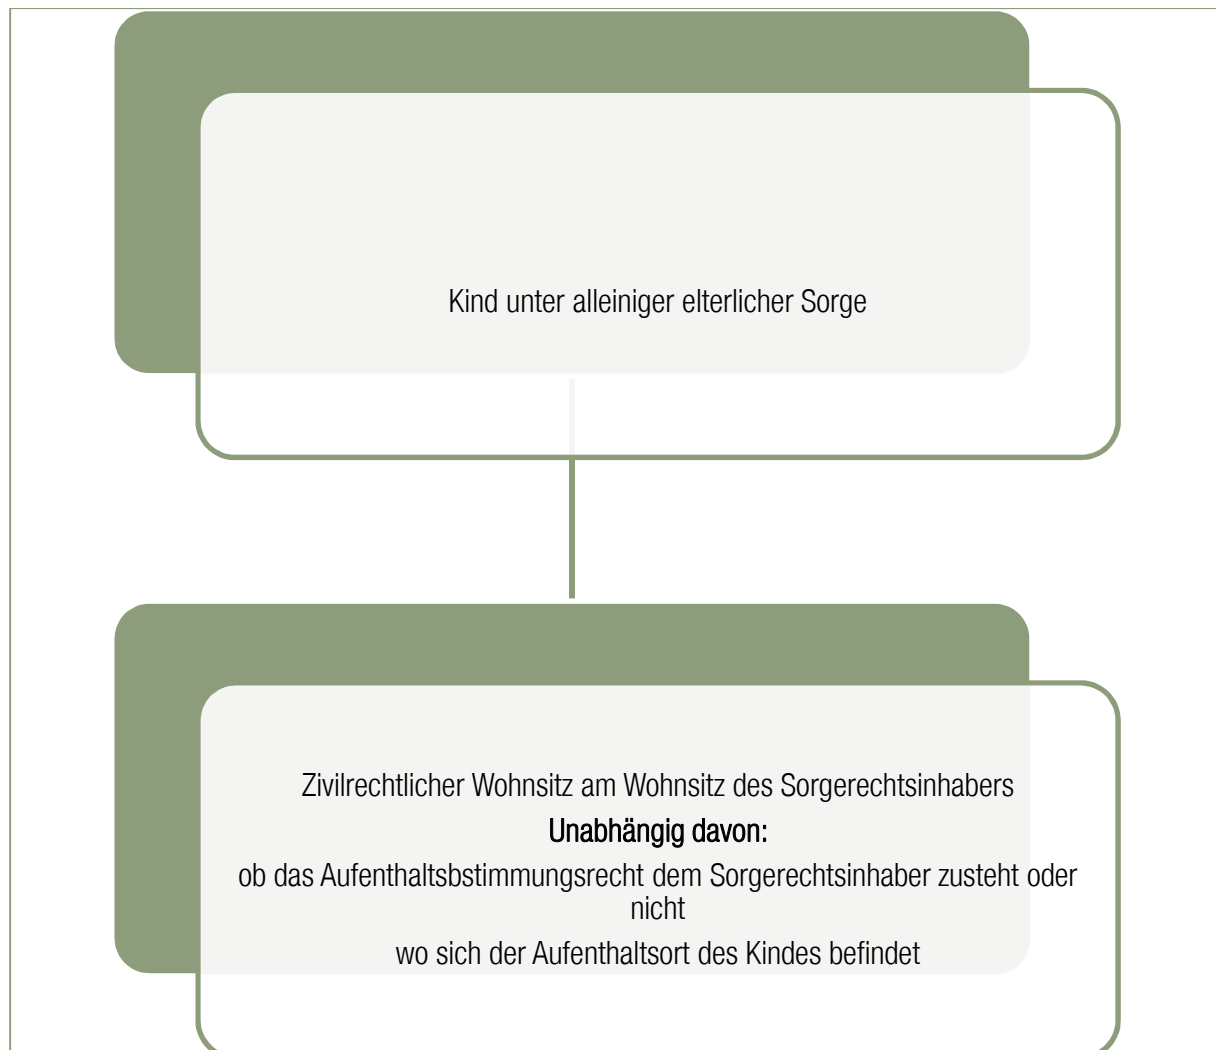 Kind unter alleiniger elterlicher Sorge
Zivilrechtlicher Wohnsitz am Wohnsitz des Sorgerechtsinhabers
Unabhängig davon:
ob das Aufenthaltsbstimmungsrecht dem Sorgerechtsinhaber zusteht oder
nicht
wo sich der Aufenthaltsort des Kindes befindet